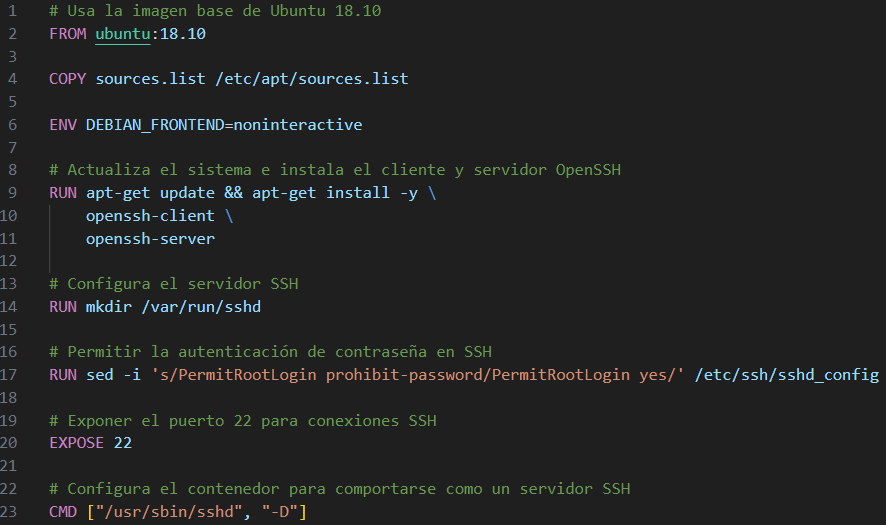 1 # Usa la imagen base de Ubuntu 18.10
2 FROM ubuntu:18.10
3
4 COPY sources.list /etc/apt/sources.list
5
6 ENV DEBIAN_FRONTEND=noninteractive
7
8 # Actualiza el sistema e instala el cliente y servidor OpenSSH
9 RUN apt-get update && apt-get install -y \
10 openssh-client \
11 openssh-server
12
13 # Configura el servidor SSH
14 RUN mkdir /var/run/sshd
15
16 # Permitir la autenticación de contraseña en SSH
17 RUN sed -i 's/PermitRootLogin prohibit-password/PermitRootLogin yes/' /etc/ssh/sshd_config
18
19 # Exponer el puerto 22 para conexiones SSH
20 EXPOSE 22
21
22 # Configura el contenedor para comportarse como un servidor SSH
23 CMD ["/usr/sbin/sshd", "-D"]